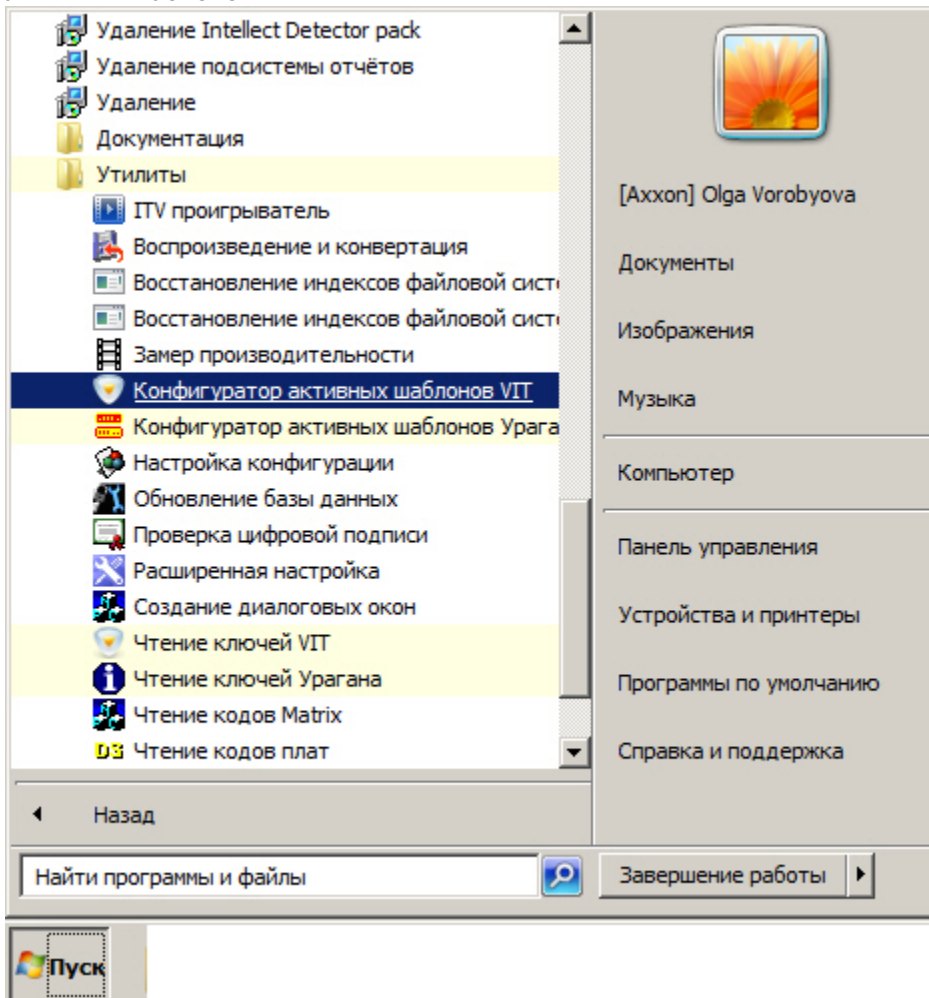 Удаление Intellect Detector pack
Удаление подсистемы отчётов
Удаление
Документация
Утилиты
ITV проигрыватель
Воспроизведение и конвертация
Восстановление индексов файловой сист
Восстановление индексов файловой сист
Замер производительности
Конфигуратор активных шаблонов VIT
Конфигуратор активных шаблонов Урага
Настройка конфигурации
Обновление базы данных
Проверка цифровой подписи
Расширенная настройка
Создание диалоговых окон
Чтение ключей VIT
Чтение ключей Урагана
Чтение кодов Matrix
Чтение кодов плат
Назад
Найти программы и файлы
[Axxon] Olga Vorobyova
Документы
Изображения
Музыка
Компьютер
Панель управления
Устройства и принтеры
Программы по умолчанию
Справка и поддержка
Завершение работы
Пуск